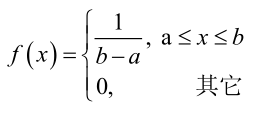 f(x) = { 1/(b−a), a ≤ x ≤ b
0, 其它